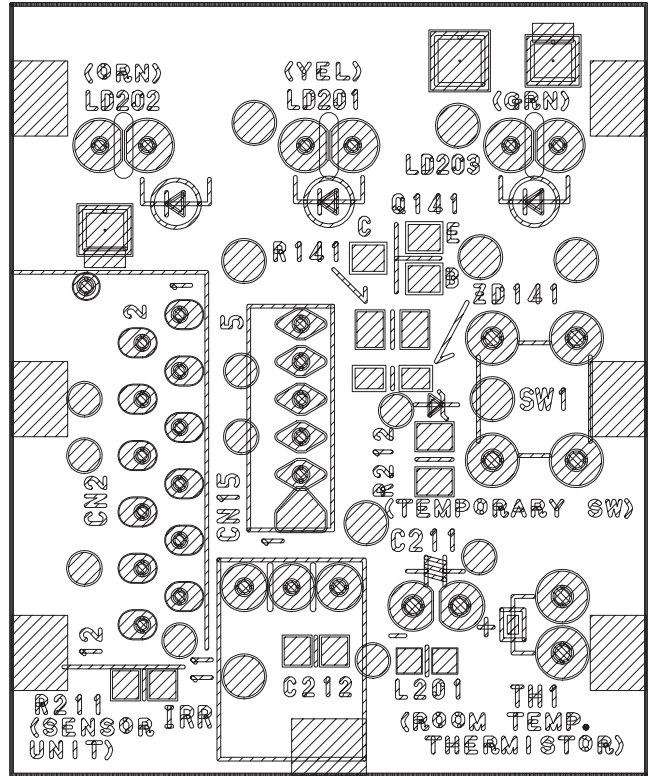 (ORN)
LD202
(YEL)
LD201
(GRN)
LD203
Q141
C
E
B
R141
ZD141
2
5
SW1
R212
CN2
CN15
(TEMPORARY SW)
1
C211
12
1
11
+
-
C212
L201
TH1
R211
(SENSOR
UNIT)
IRR
(ROOM TEMP.
THERMISTOR)